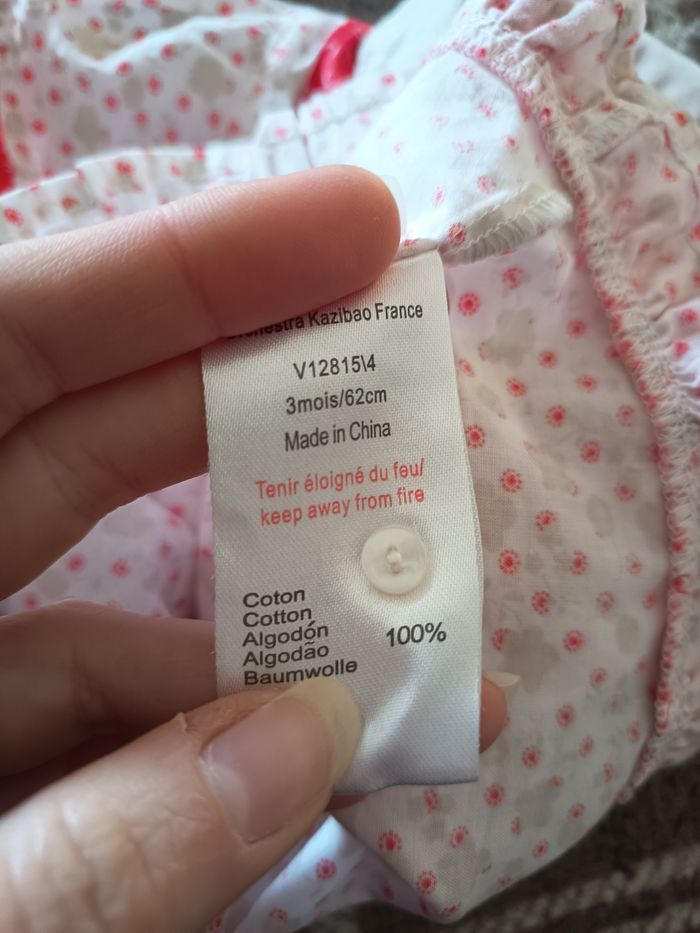 Orchestra Kazibao France
V12815\4
3mois/62cm
Made in China
Tenir éloigné du feu/
keep away from fire
Coton
Cotton
Algodón
Algodão
Baumwolle
100%